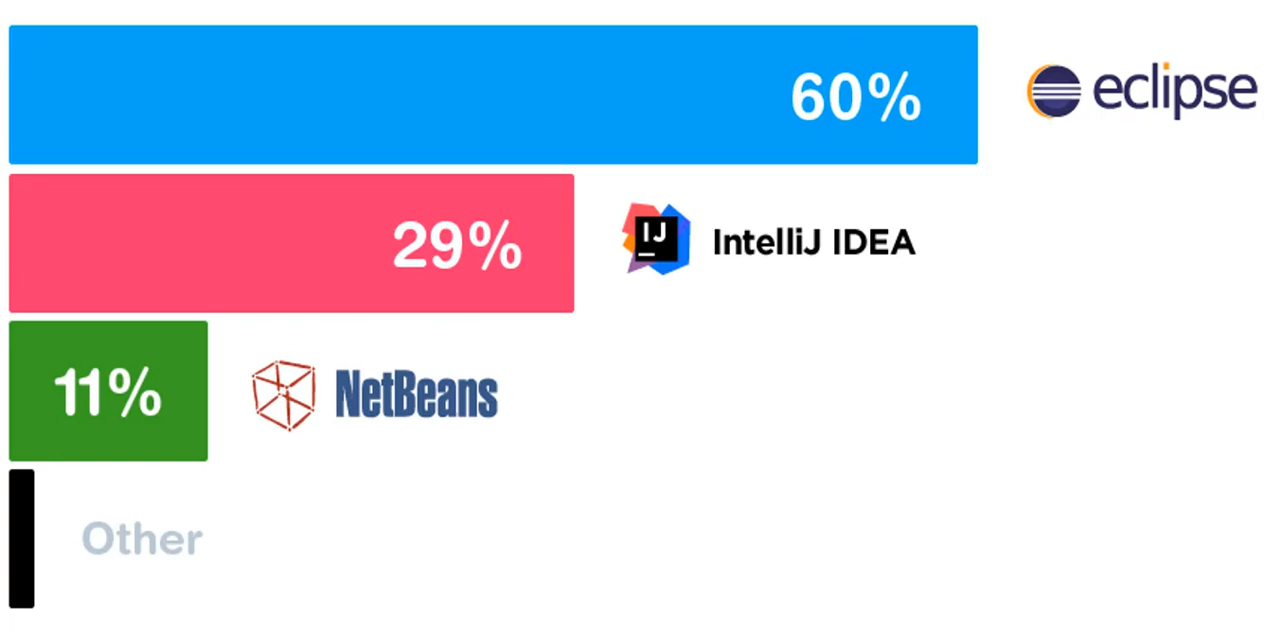 60%
eclipse
29%
IJ
IntelliJ IDEA
11%
NetBeans
Other